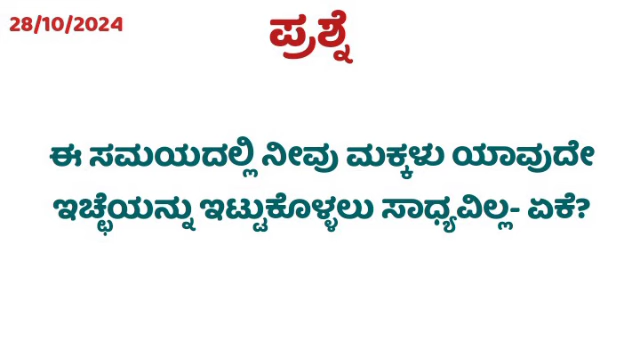 28/10/2024
ಪ್ರಶ್ನೆ
ಈ ಸಮಯದಲ್ಲಿ ನೀವು ಮಕ್ಕಳು ಯಾವುದೇ
ಇಚ್ಛೆಯನ್ನು ಇಟ್ಟುಕೊಳ್ಳಲು ಸಾಧ್ಯವಿಲ್ಲ- ಏಕೆ?